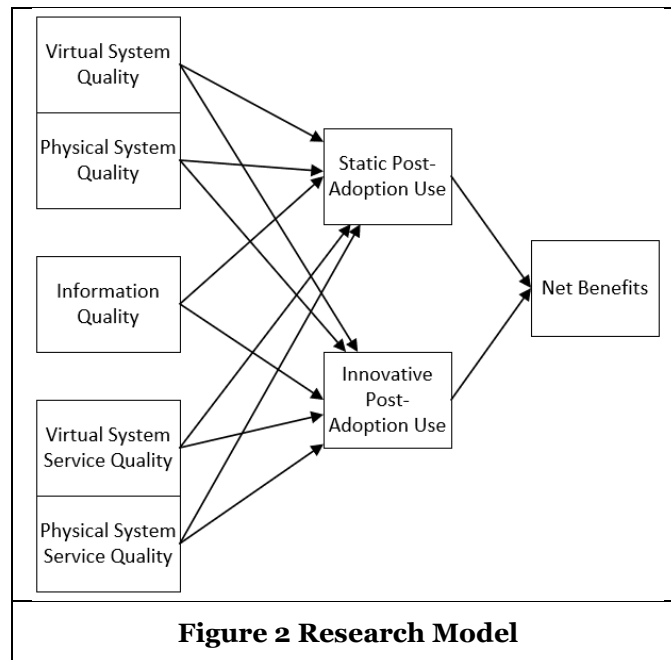 Virtual System
Quality
Physical System
Quality
Information
Quality
Virtual System
Service Quality
Physical System
Service Quality
Static Post-
Adoption Use
Innovative
Post-
Adoption Use
Net Benefits
Figure 2 Research Model